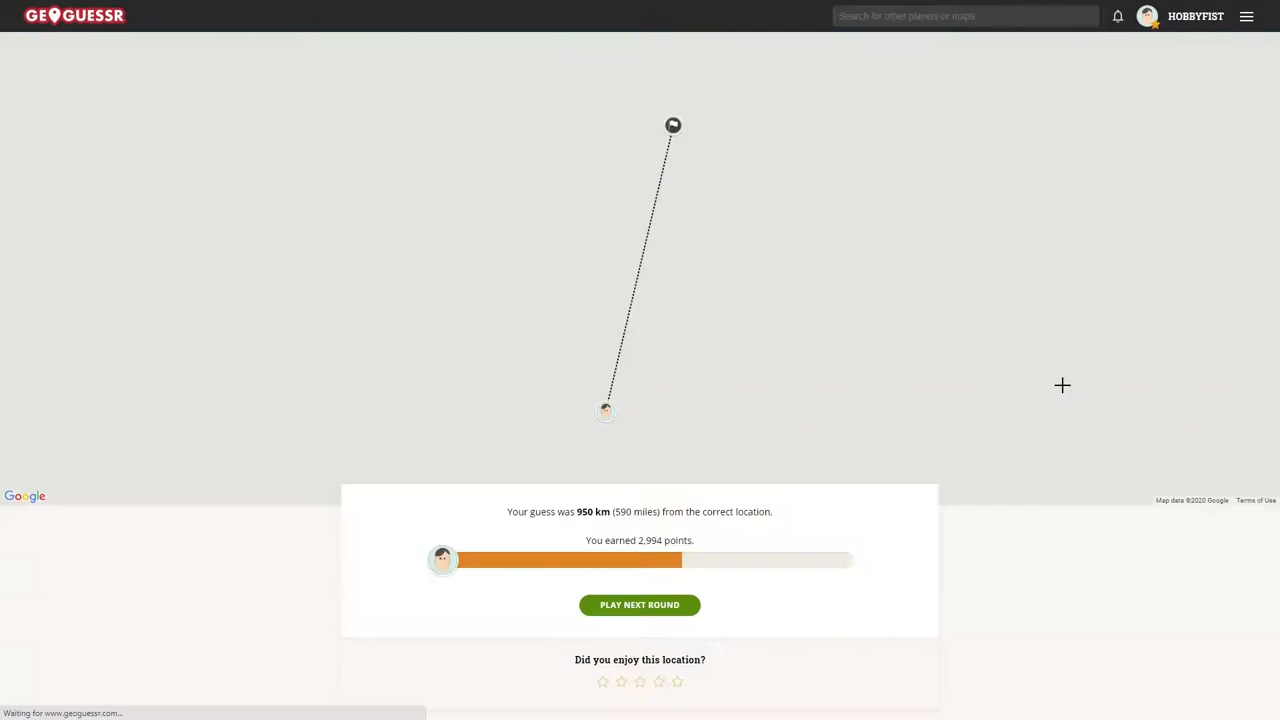 GEOGUESSR
Search for other players or maps
HOBBYFIST
Google
Map data ©2020 Google
Terms of Use
Your guess was 950 km (590 miles) from the correct location.
You earned 2,994 points.
PLAY NEXT ROUND
Did you enjoy this location?
Waiting for www.geoguessr.com...